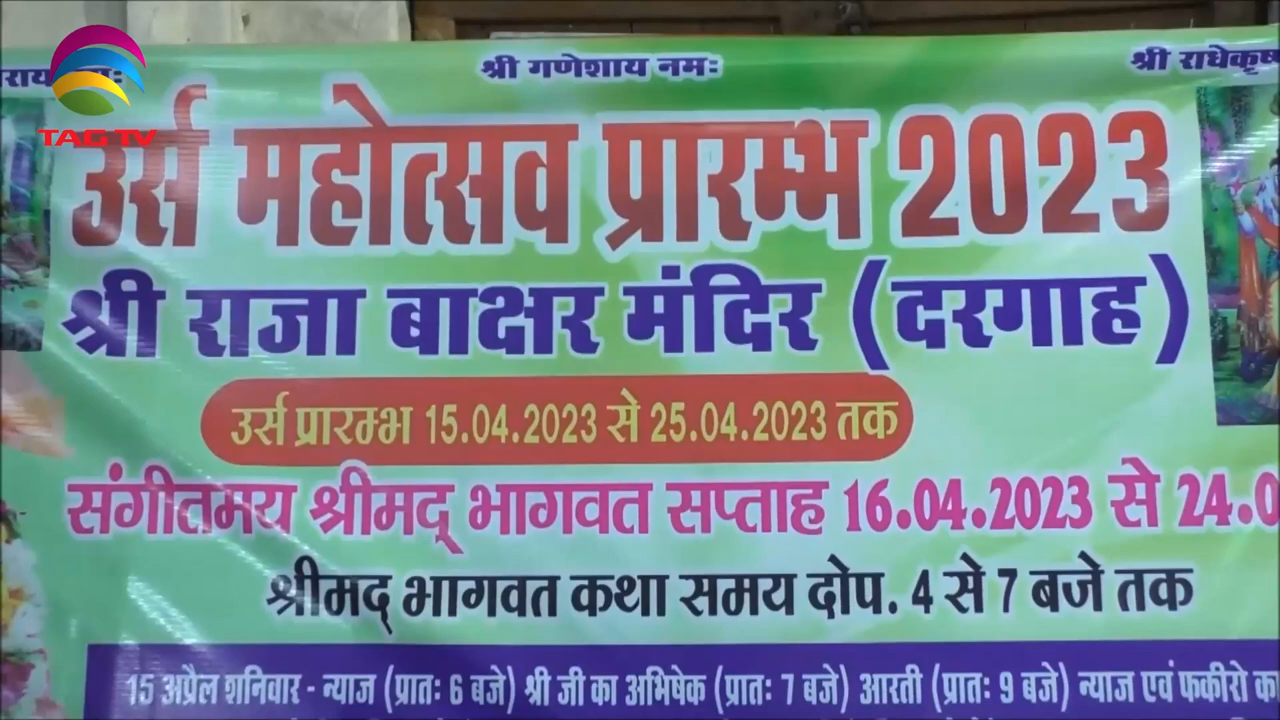 श्री गणेशाय नमः
श्री राधेकृष्ण
TAG TV
उर्स महोत्सव प्रारम्भ 2023
श्री राजा बाक्षर मंदिर (दरगाह)
उर्स प्रारम्भ 15.04.2023 से 25.04.2023 तक
संगीतमय श्रीमद् भागवत सप्ताह 16.04.2023 से 24.0
श्रीमद् भागवत कथा समय दोप. 4 से 7 बजे तक
15 अप्रैल शनिवार - न्याज (प्रातः 6 बजे) श्री जी का अभिषेक (प्रातः 7 बजे) आरती (प्रातः 9 बजे) न्याज एवं फकीरो का